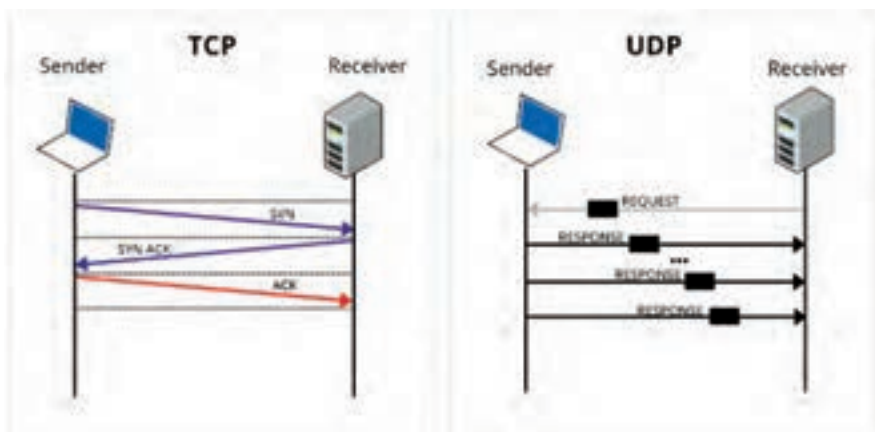 TCP
Sender
Receiver
SYN
SYN ACK
ACK
UDP
Sender
Receiver
REQUEST
RESPONSE
...
RESPONSE
RESPONSE